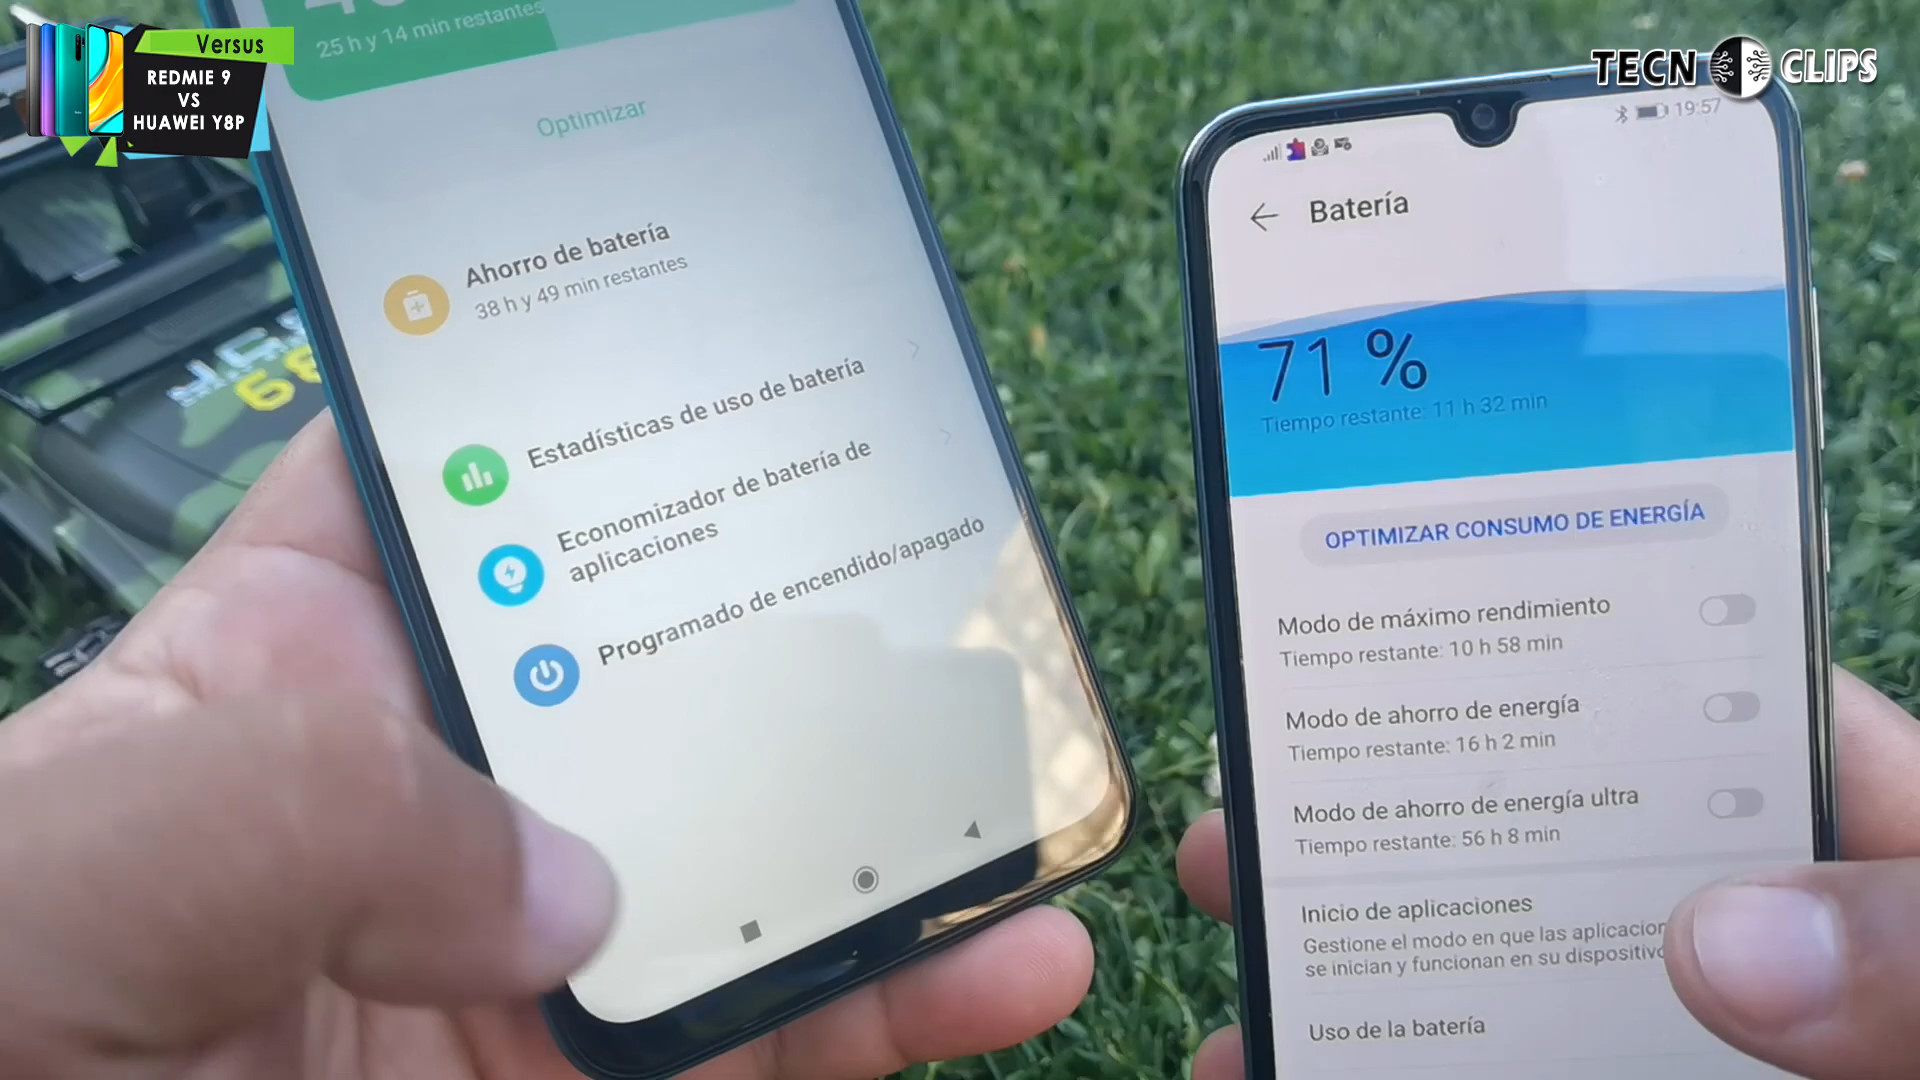 Versus
REDMIE 9
VS
HUAWEI Y8P
TECN CLIPS
25 h y 14 min restantes
Optimizar
Ahorro de batería
38 h y 49 min restantes
Estadísticas de uso de batería
Economizador de batería de
aplicaciones
Programado de encendido/apagado
19:57
Batería
71 %
Tiempo restante: 11 h 32 min
OPTIMIZAR CONSUMO DE ENERGÍA
Modo de máximo rendimiento
Tiempo restante: 10 h 58 min
Modo de ahorro de energía
Tiempo restante: 16 h 2 min
Modo de ahorro de energía ultra
Tiempo restante: 56 h 8 min
Inicio de aplicaciones
Gestione el modo en que las aplicacion
se inician y funcionan en su dispositivo
Uso de la batería